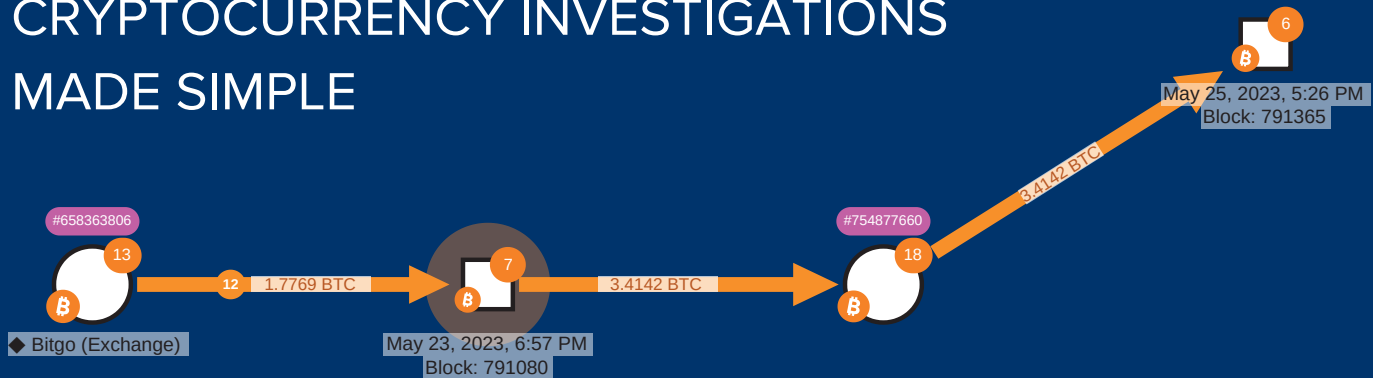 CRYPTOCURRENCY INVESTIGATIONS
MADE SIMPLE
6
May 25, 2023, 5:26 PM
Block: 791365
3.4142 BTC
#658363806
#754877660
13
7
18
12
1.7769 BTC
3.4142 BTC
◆ Bitgo (Exchange)
May 23, 2023, 6:57 PM
Block: 791080